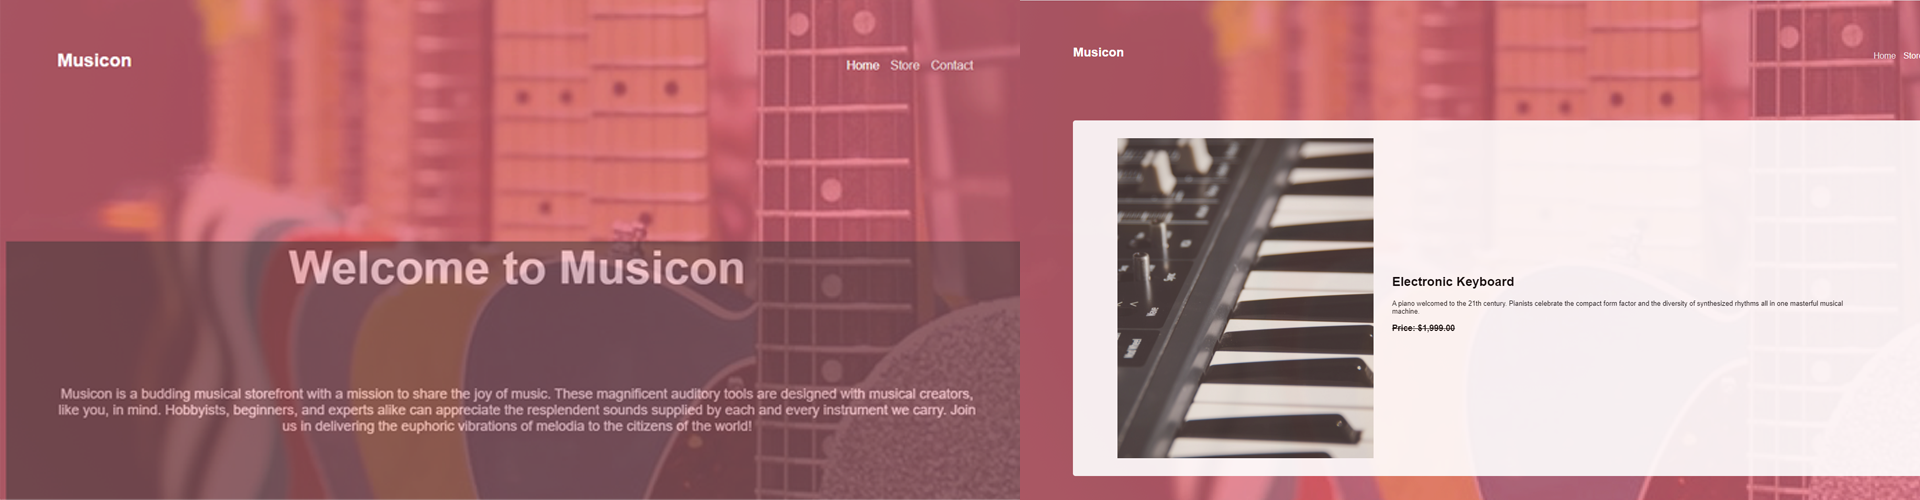 Musicon
Home Store Contact
Welcome to Musicon
Musicon is a budding musical storefront with a mission to share the joy of music. These magnificent auditory tools are designed with musical creators,
like you, in mind. Hobbyists, beginners, and experts alike can appreciate the resplendent sounds supplied by each and every instrument we carry. Join
us in delivering the euphoric vibrations of melodia to the citizens of the world!
Musicon
Home Stor
Electronic Keyboard
A piano welcomed to the 21th century. Pianists celebrate the compact form factor and the diversity of synthesized rhythms all in one masterful musical
machine.
Price: $1,999.00